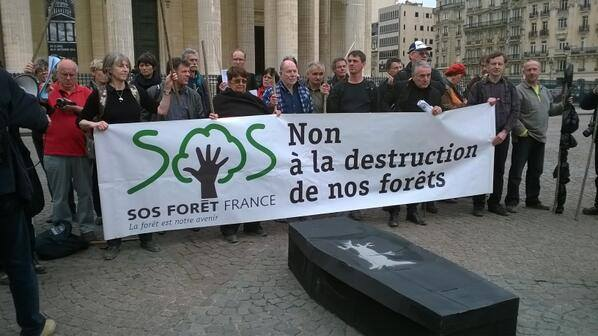 SOS
SOS FORÊT FRANCE
La forêt est notre avenir
Non
à la destruction
de nos forêts